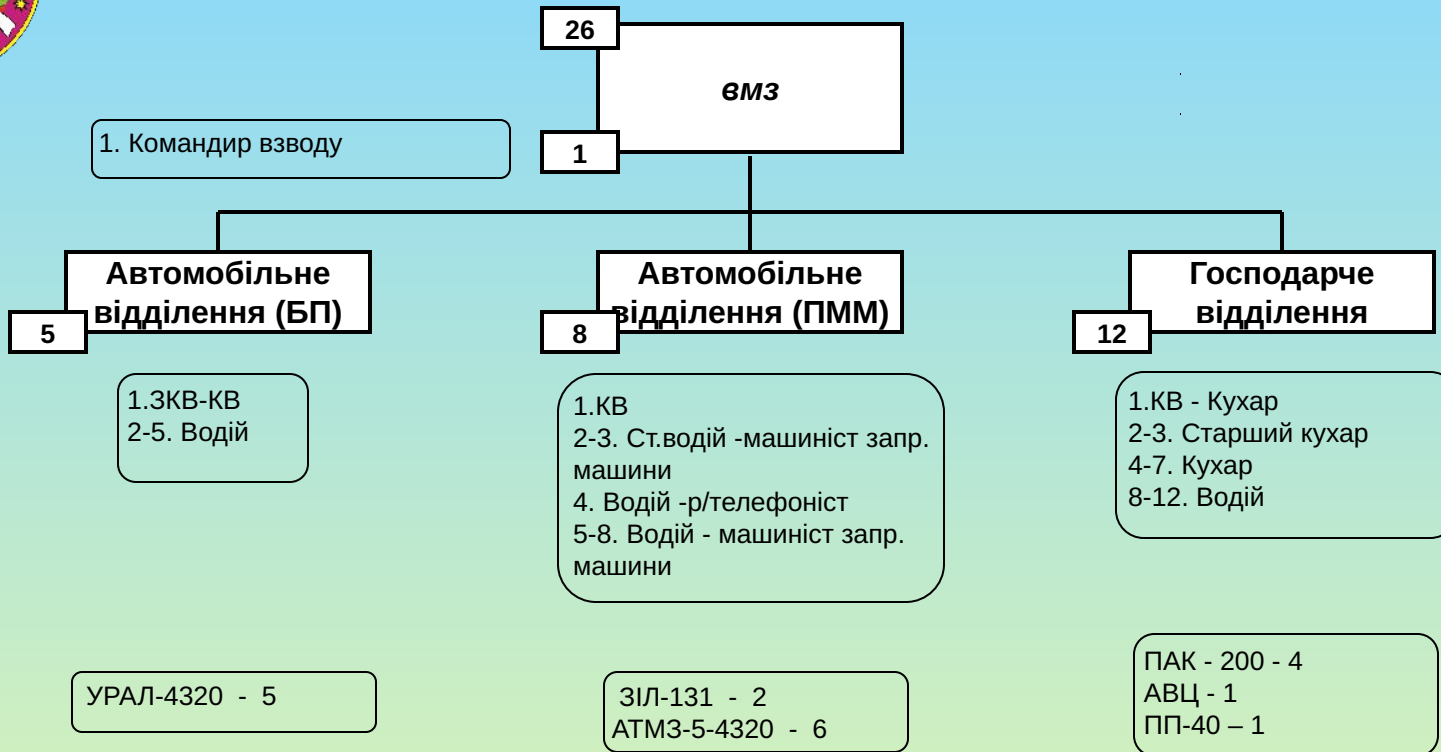 26
вмз
1
1. Командир взводу
Автомобільне
відділення (БП)
5
1.ЗКВ-КВ
2-5. Водій
УРАЛ-4320 - 5
Автомобільне
відділення (ПММ)
8
1.КВ
2-3. Ст.водій -машиніст запр.
машини
4. Водій -р/телефоніст
5-8. Водій - машиніст запр.
машини
ЗІЛ-131 - 2
АТМЗ-5-4320 - 6
Господарче
відділення
12
1.КВ - Кухар
2-3. Старший кухар
4-7. Кухар
8-12. Водій
ПАК - 200 - 4
АВЦ - 1
ПП-40 – 1